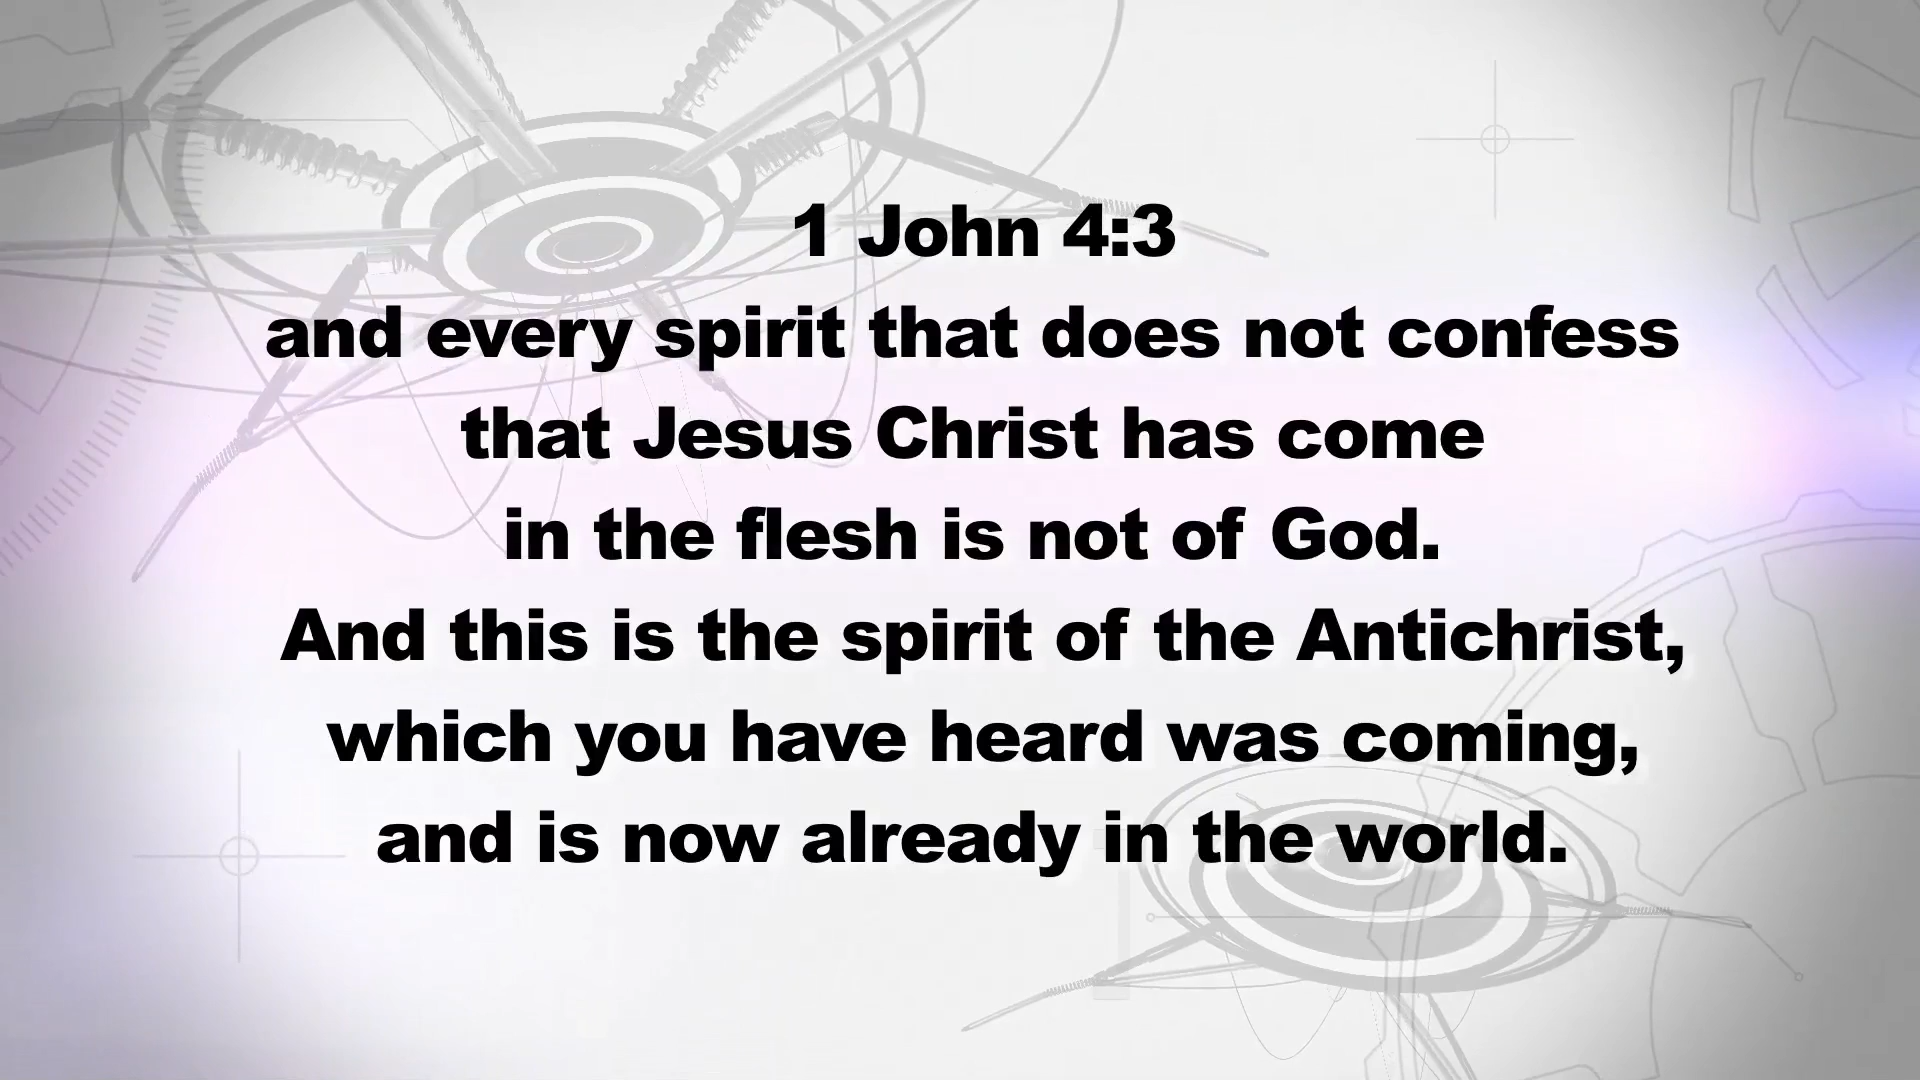 1 John 4:3
and every spirit that does not confess
that Jesus Christ has come
in the flesh is not of God.
And this is the spirit of the Antichrist,
which you have heard was coming,
and is now already in the world.